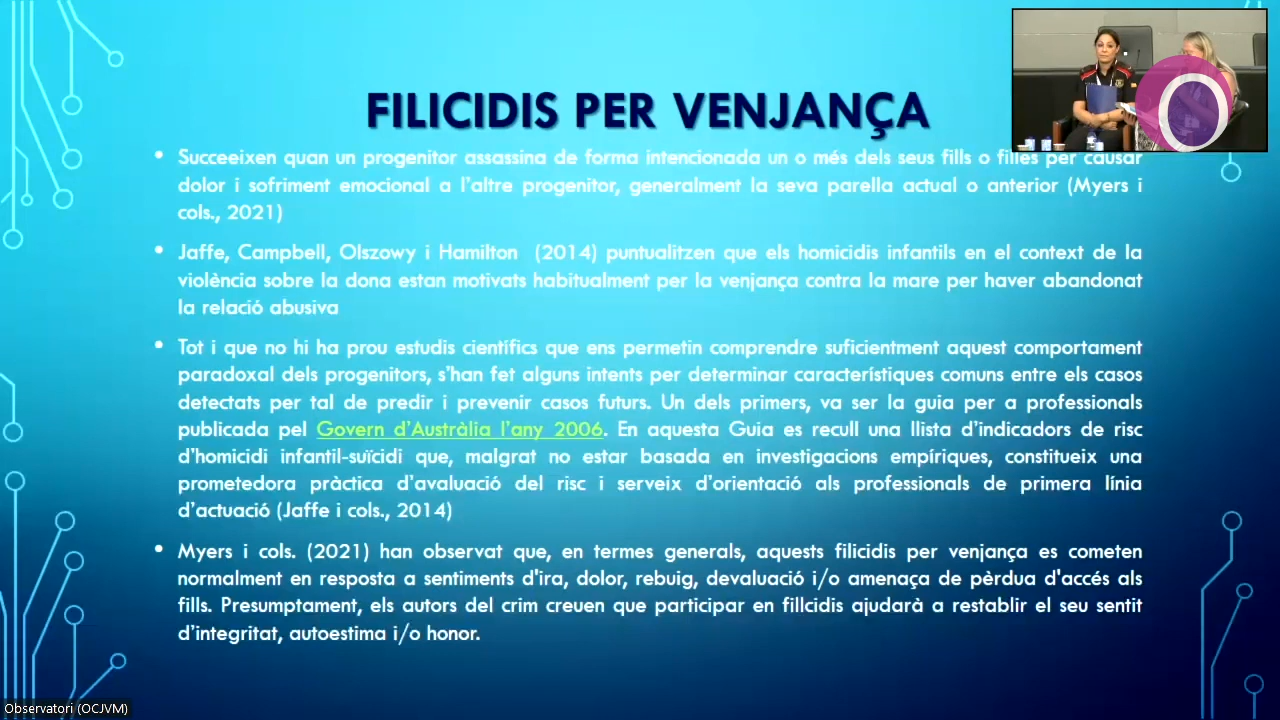 FILICIDIS PER VENJANÇA
• Succeeixen quan un progenitor assassina de forma intencionada un o més dels seus fills o filles per causar
dolor i sofriment emocional a l'altre progenitor, generalment la seva parella actual o anterior (Myers i
cols., 2021)
• Jaffe, Campbell, Olszowy i Hamilton (2014) puntualitzen que els homicidis infantils en el context de la
violència sobre la dona estan motivats habitualment per la venjança contra la mare per haver abandonat
la relació abusiva
• Tot i que no hi ha prou estudis científics que ens permetin comprendre suficientment aquest comportament
paradoxal dels progenitors, s'han fet alguns intents per determinar característiques comuns entre els casos
detectats per tal de predir i prevenir casos futurs. Un dels primers, va ser la guia per a professionals
publicada pel Govern d'Austràlia l'any 2006. En aquesta Guia es recull una llista d'indicadors de risc
d'homicidi infantil-suïcidi que, malgrat no estar basada en investigacions empíriques, constitueix una
prometedora pràctica d'avaluació del risc i serveix d'orientació als professionals de primera línia
d'actuació (Jaffe i cols., 2014)
• Myers i cols. (2021) han observat que, en termes generals, aquests filicidis per venjança es cometen
normalment en resposta a sentiments d'ira, dolor, rebuig, devaluació i/o amenaça de pèrdua d'accés als
fills. Presumptament, els autors del crim creuen que participar en fillcidis ajudarà a restablir el seu sentit
d'integritat, autoestima i/o honor.
Observatori (OCJVM)